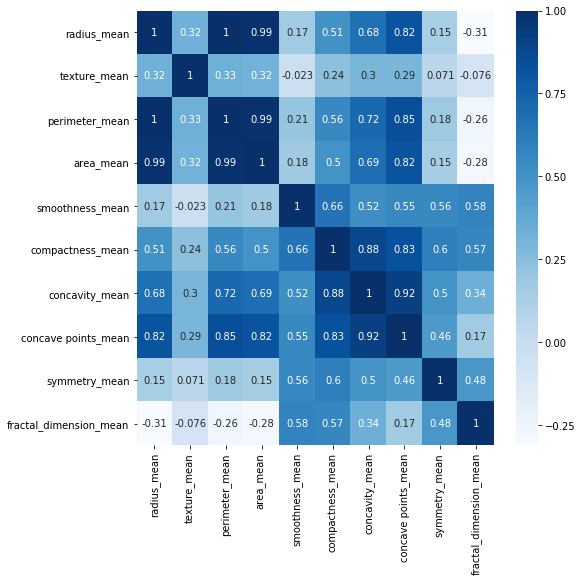 radius_mean 1 0.32 1 0.99 0.17 0.51 0.68 0.82 0.15 -0.31
texture_mean 0.32 1 0.33 0.32 -0.023 0.24 0.3 0.29 0.071 -0.076
perimeter_mean 1 0.33 1 0.99 0.21 0.56 0.72 0.85 0.18 -0.26
area_mean 0.99 0.32 0.99 1 0.18 0.5 0.69 0.82 0.15 -0.28
smoothness_mean 0.17 -0.023 0.21 0.18 1 0.66 0.52 0.55 0.56 0.58
compactness_mean 0.51 0.24 0.56 0.5 0.66 1 0.88 0.83 0.6 0.57
concavity_mean 0.68 0.3 0.72 0.69 0.52 0.88 1 0.92 0.5 0.34
concave points_mean 0.82 0.29 0.85 0.82 0.55 0.83 0.92 1 0.46 0.17
symmetry_mean 0.15 0.071 0.18 0.15 0.56 0.6 0.5 0.46 1 0.48
fractal_dimension_mean -0.31 -0.076 -0.26 -0.28 0.58 0.57 0.34 0.17 0.48 1
radius_mean
texture_mean
perimeter_mean
area_mean
smoothness_mean
compactness_mean
concavity_mean
concave points_mean
symmetry_mean
fractal_dimension_mean
1.00
0.75
0.50
0.25
0.00
−0.25